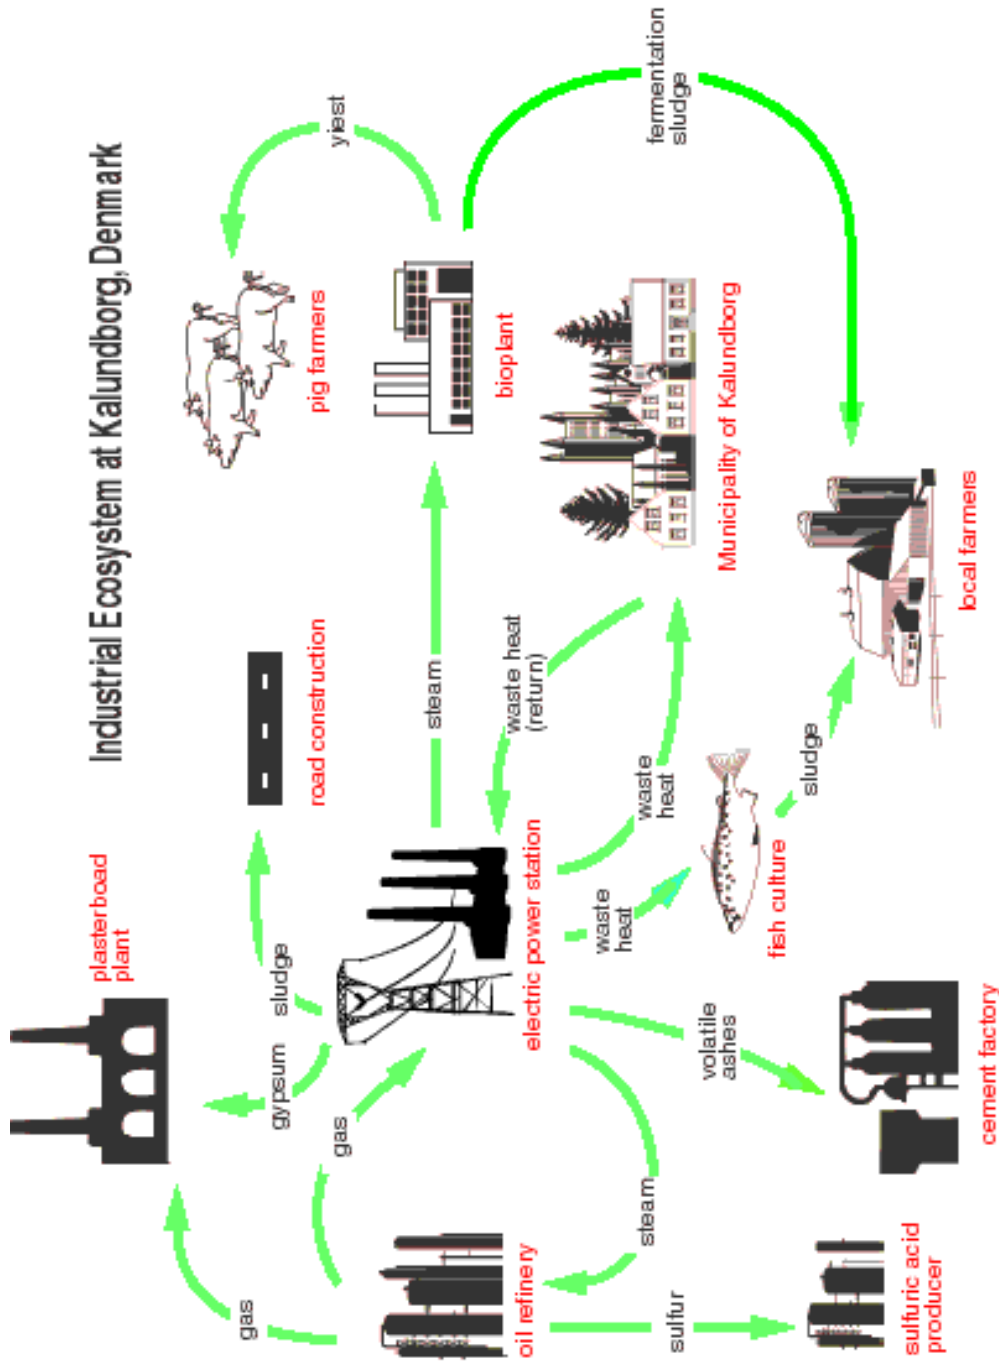 Industrial Ecosystem at Kalundborg, Denmark
plasterboad
plant
road construction
pig farmers
yiest
gas
gypsum
sludge
gas
steam
bioplant
oil refinery
electric power station
waste heat
(return)
Municipality of Kalundborg
fermentation
sludge
steam
waste
heat
waste
heat
sulfur
volatile
ashes
fish culture
sludge
sulfuric acid
producer
cement factory
local farmers